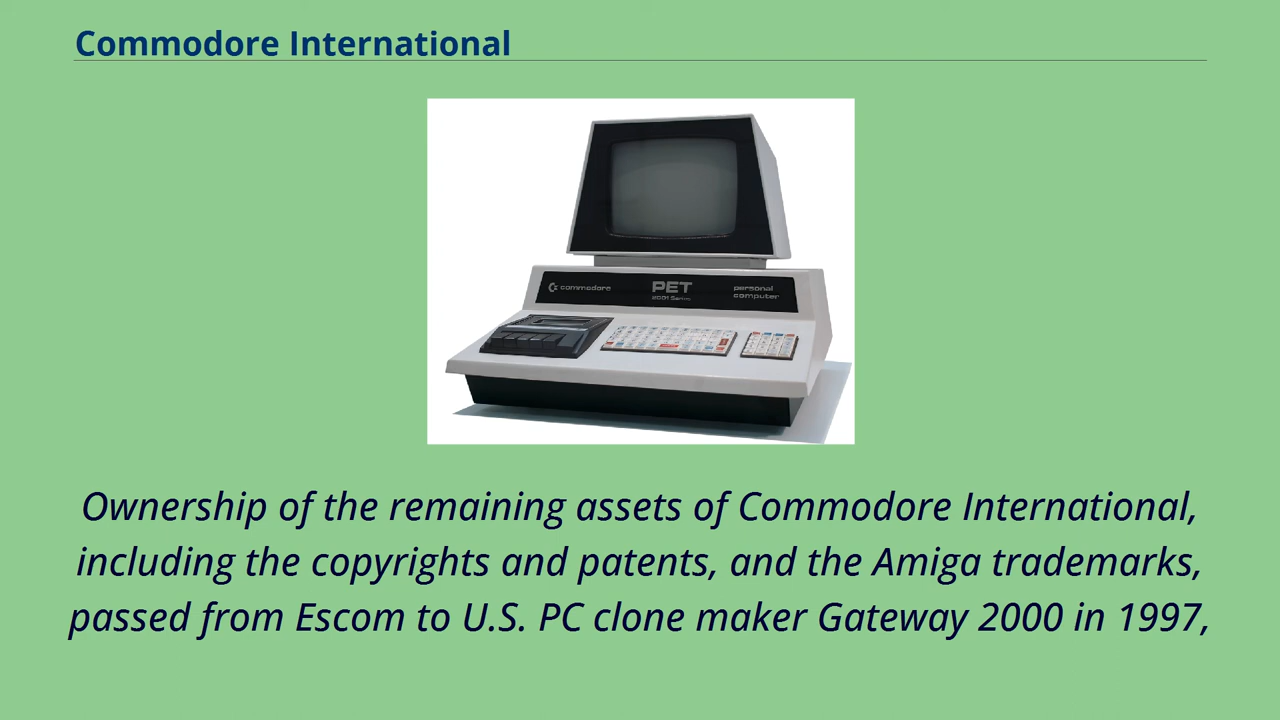 Commodore International
commodore PET personal
2001 Series computer
Ownership of the remaining assets of Commodore International,
including the copyrights and patents, and the Amiga trademarks,
passed from Escom to U.S. PC clone maker Gateway 2000 in 1997,